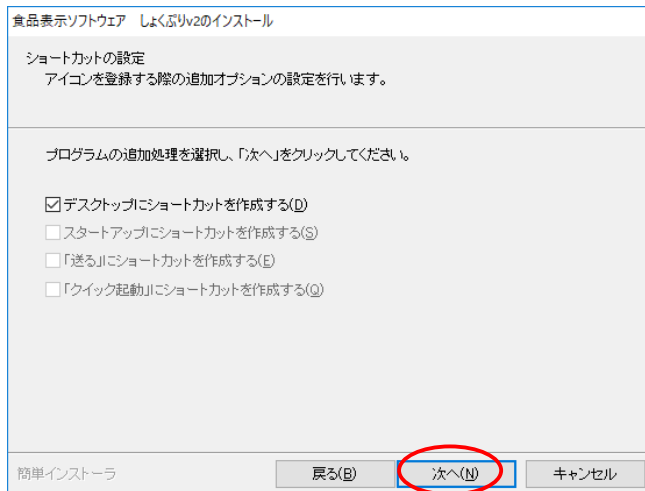 食品表示ソフトウェア　しょくぷりv2のインストール
ショートカットの設定
アイコンを登録する際の追加オプションの設定を行います。
プログラムの追加処理を選択し、「次へ」をクリックしてください。
デスクトップにショートカットを作成する(D)
スタートアップにショートカットを作成する(S)
「送る」にショートカットを作成する(E)
「クイック起動」にショートカットを作成する(Q)
簡単インストーラ 戻る(B) 次へ(N) キャンセル